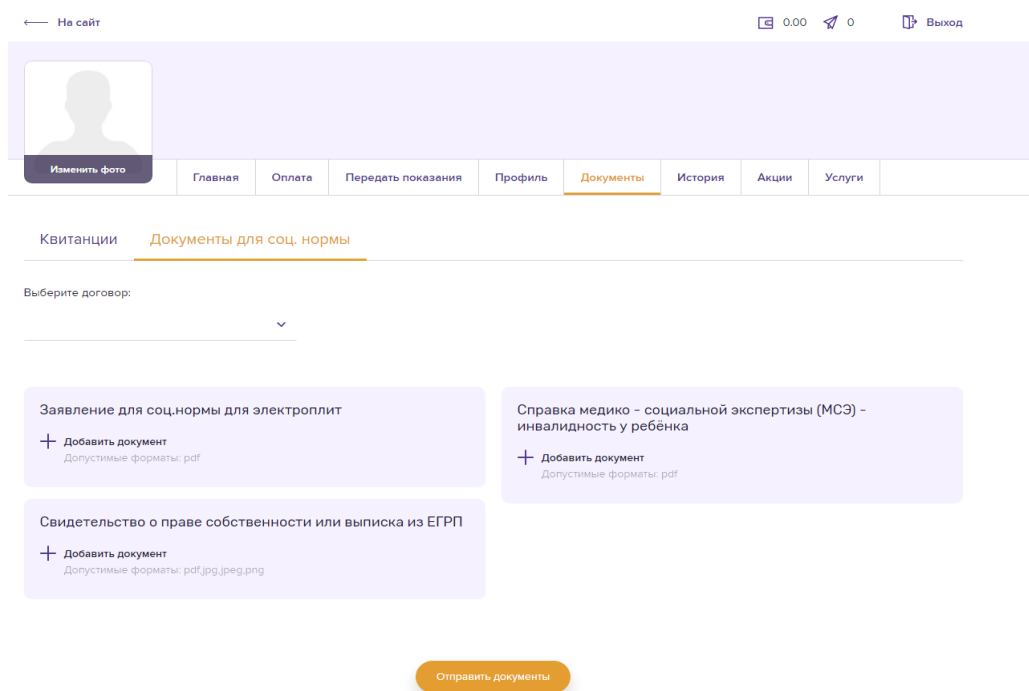 На сайт
0.00
0
Выход
Изменить фото
Главная
Оплата
Передать показания
Профиль
Документы
История
Акции
Услуги
Квитанции
Документы для соц. нормы
Выберите договор:
Заявление для соц.нормы для электроплит
Добавить документ
Допустимые форматы: pdf
Справка медико - социальной экспертизы (МСЭ) -
инвалидность у ребёнка
Добавить документ
Допустимые форматы: pdf
Свидетельство о праве собственности или выписка из ЕГРП
Добавить документ
Допустимые форматы: pdf,jpg,jpeg,png
Отправить документы